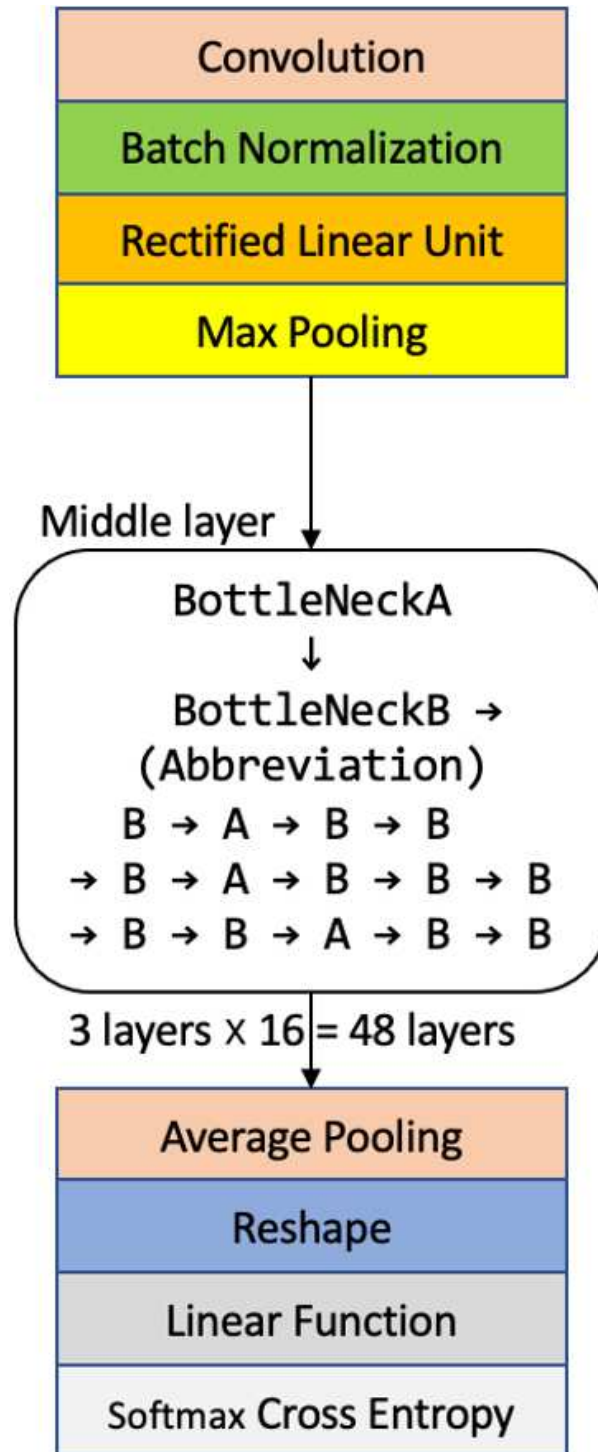 Convolution
Batch Normalization
Rectified Linear Unit
Max Pooling
Middle layer
BottleNeckA
↓
BottleNeckB →
(Abbreviation)
B → A → B → B
→ B → A → B → B → B
→ B → B → A → B → B
3 layers × 16 = 48 layers
Average Pooling
Reshape
Linear Function
Softmax Cross Entropy